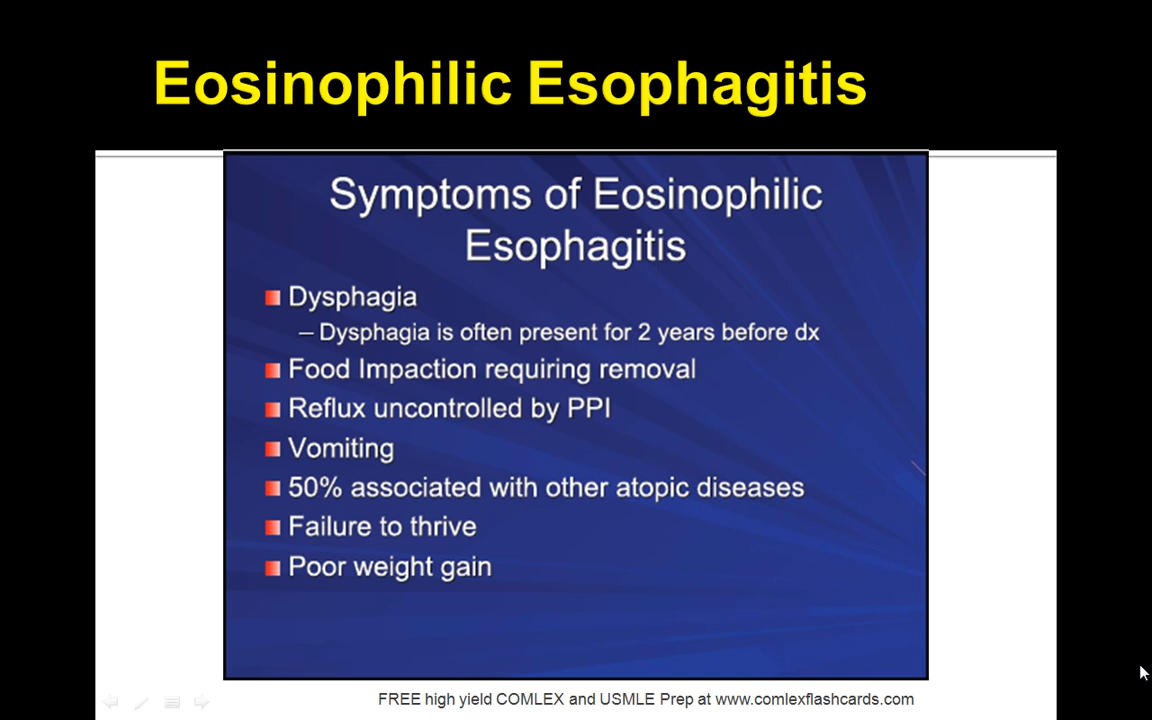 Eosinophilic Esophagitis
Symptoms of Eosinophilic
Esophagitis
Dysphagia
– Dysphagia is often present for 2 years before dx
Food Impaction requiring removal
Reflux uncontrolled by PPI
Vomiting
50% associated with other atopic diseases
Failure to thrive
Poor weight gain
FREE high yield COMLEX and USMLE Prep at www.comlexflashcards.com